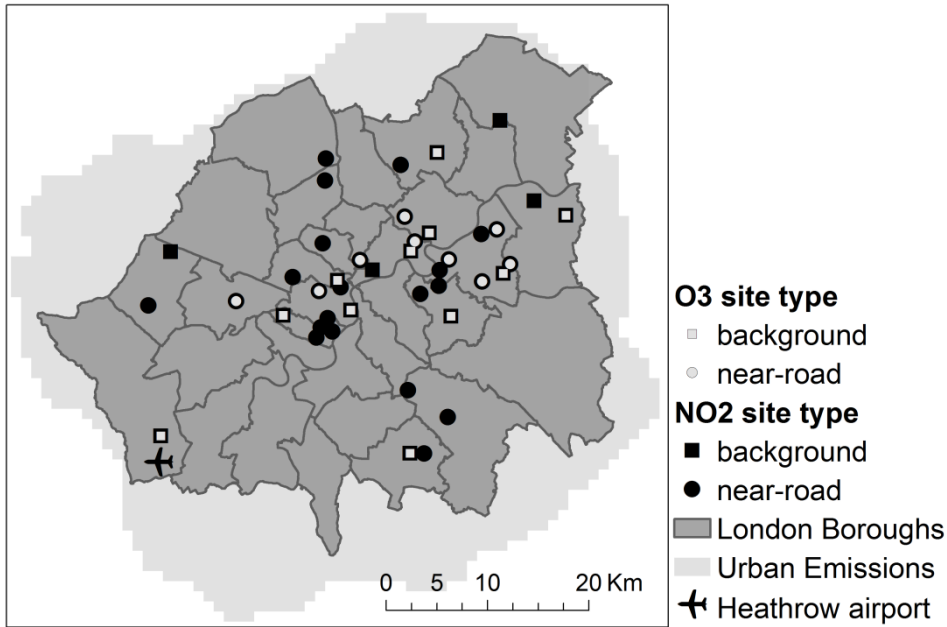 O3 site type
background
near-road
NO2 site type
background
near-road
London Boroughs
Urban Emissions
Heathrow airport
0 5 10 20 Km